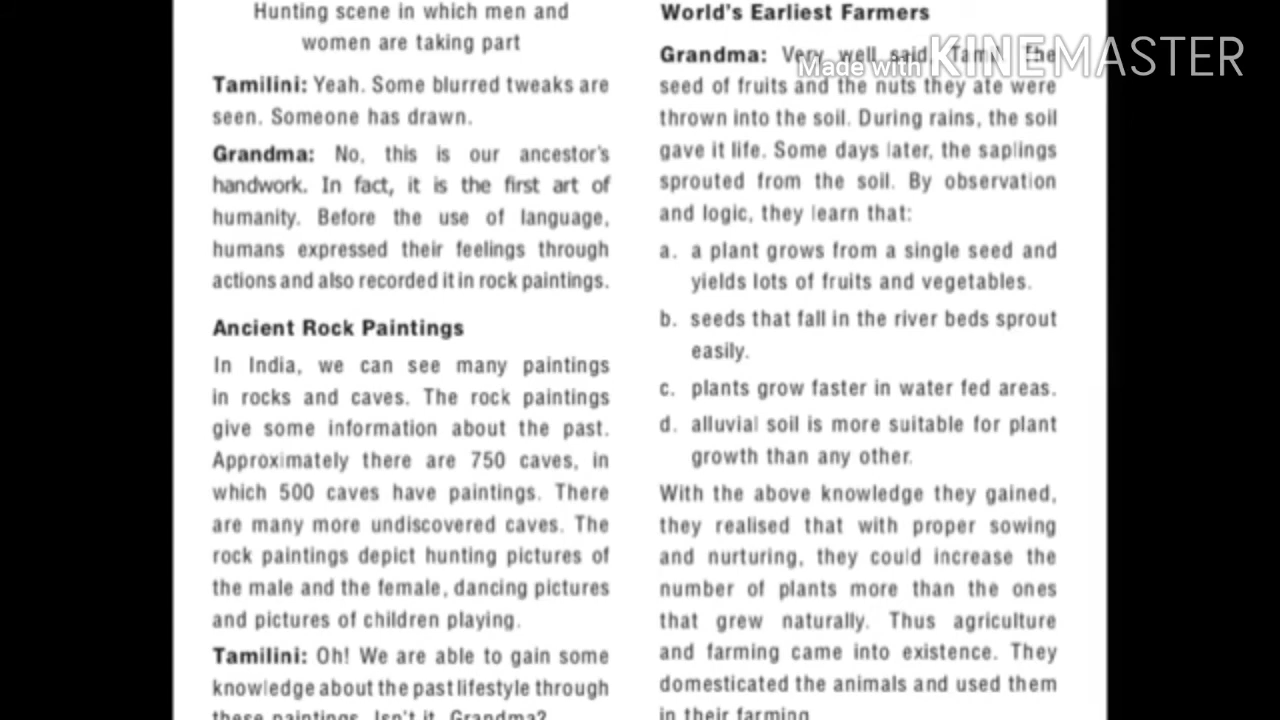 Hunting scene in which men and
women are taking part
Tamilini: Yeah. Some blurred tweaks are
seen. Someone has drawn.
Grandma: No, this is our ancestor's
handwork. In fact, it is the first art of
humanity. Before the use of language,
humans expressed their feelings through
actions and also recorded it in rock paintings.
Ancient Rock Paintings
In India, we can see many paintings
in rocks and caves. The rock paintings
give some information about the past.
Approximately there are 750 caves, in
which 500 caves have paintings. There
are many more undiscovered caves. The
rock paintings depict hunting pictures of
the male and the female, dancing pictures
and pictures of children playing.
Tamilini: Oh! We are able to gain some
knowledge about the past lifestyle through
these paintings. Isn't it, Grandma?
World's Earliest Farmers
Grandma: Very well said, The
seed of fruits and the nuts they ate were
thrown into the soil. During rains, the soil
gave it life. Some days later, the saplings
sprouted from the soil. By observation
and logic, they learn that:
a. a plant grows from a single seed and
yields lots of fruits and vegetables.
b. seeds that fall in the river beds sprout
easily.
c. plants grow faster in water fed areas.
d. alluvial soil is more suitable for plant
growth than any other.
With the above knowledge they gained,
they realised that with proper sowing
and nurturing, they could increase the
number of plants more than the ones
that grew naturally. Thus agriculture
and farming came into existence. They
domesticated the animals and used them
in their farming
Made with KINEMASTER